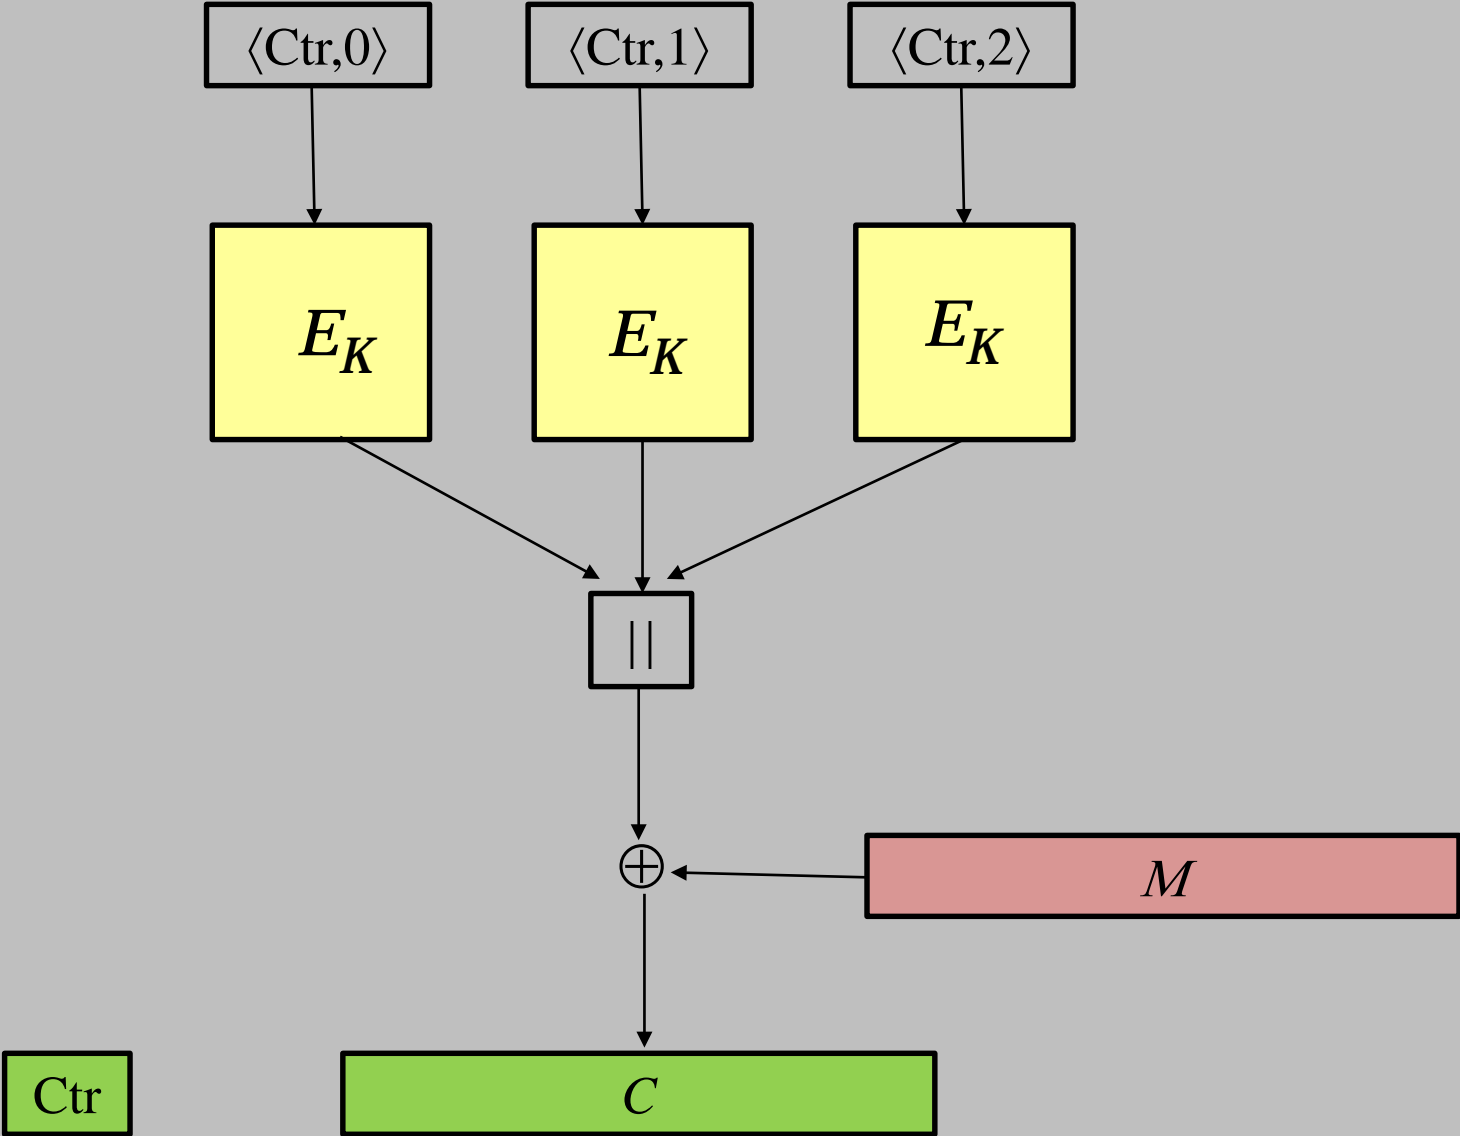 ⟨Ctr,0⟩ ⟨Ctr,1⟩ ⟨Ctr,2⟩
E_K E_K E_K
||
⊕
M
Ctr C